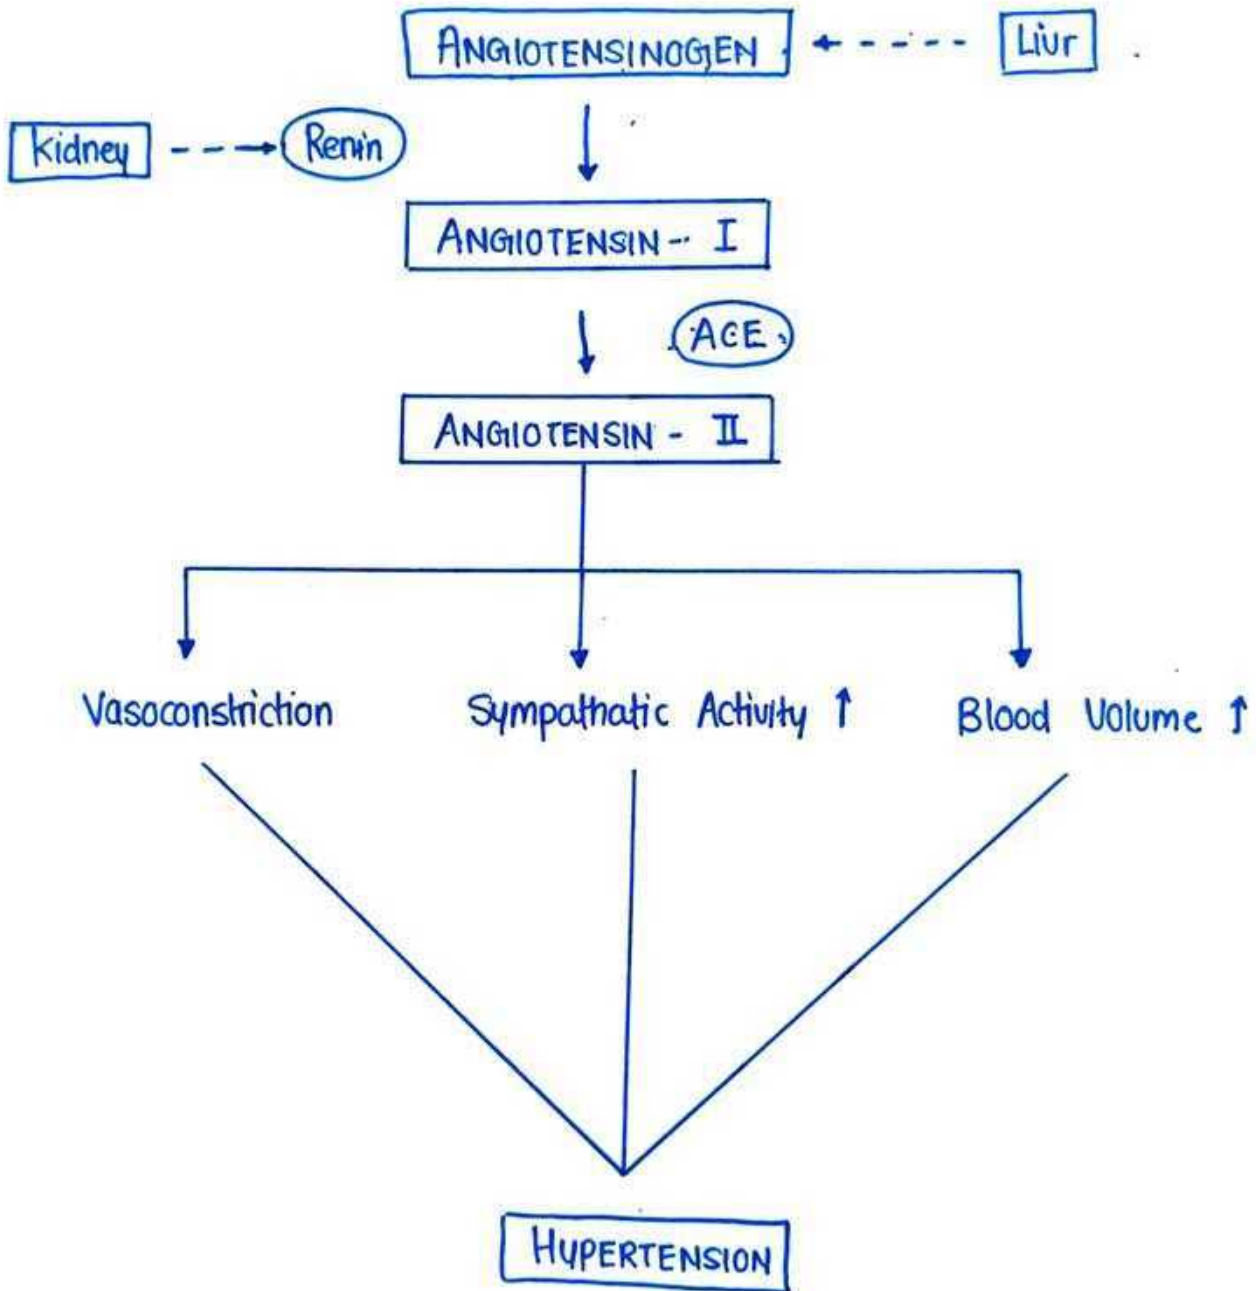 ANGIOTENSINOGEN
Livr
Kidney
Renin
ANGIOTENSIN - I
ACE
ANGIOTENSIN - II
Vasoconstriction
Sympathatic Activity ↑
Blood Volume ↑
HYPERTENSION